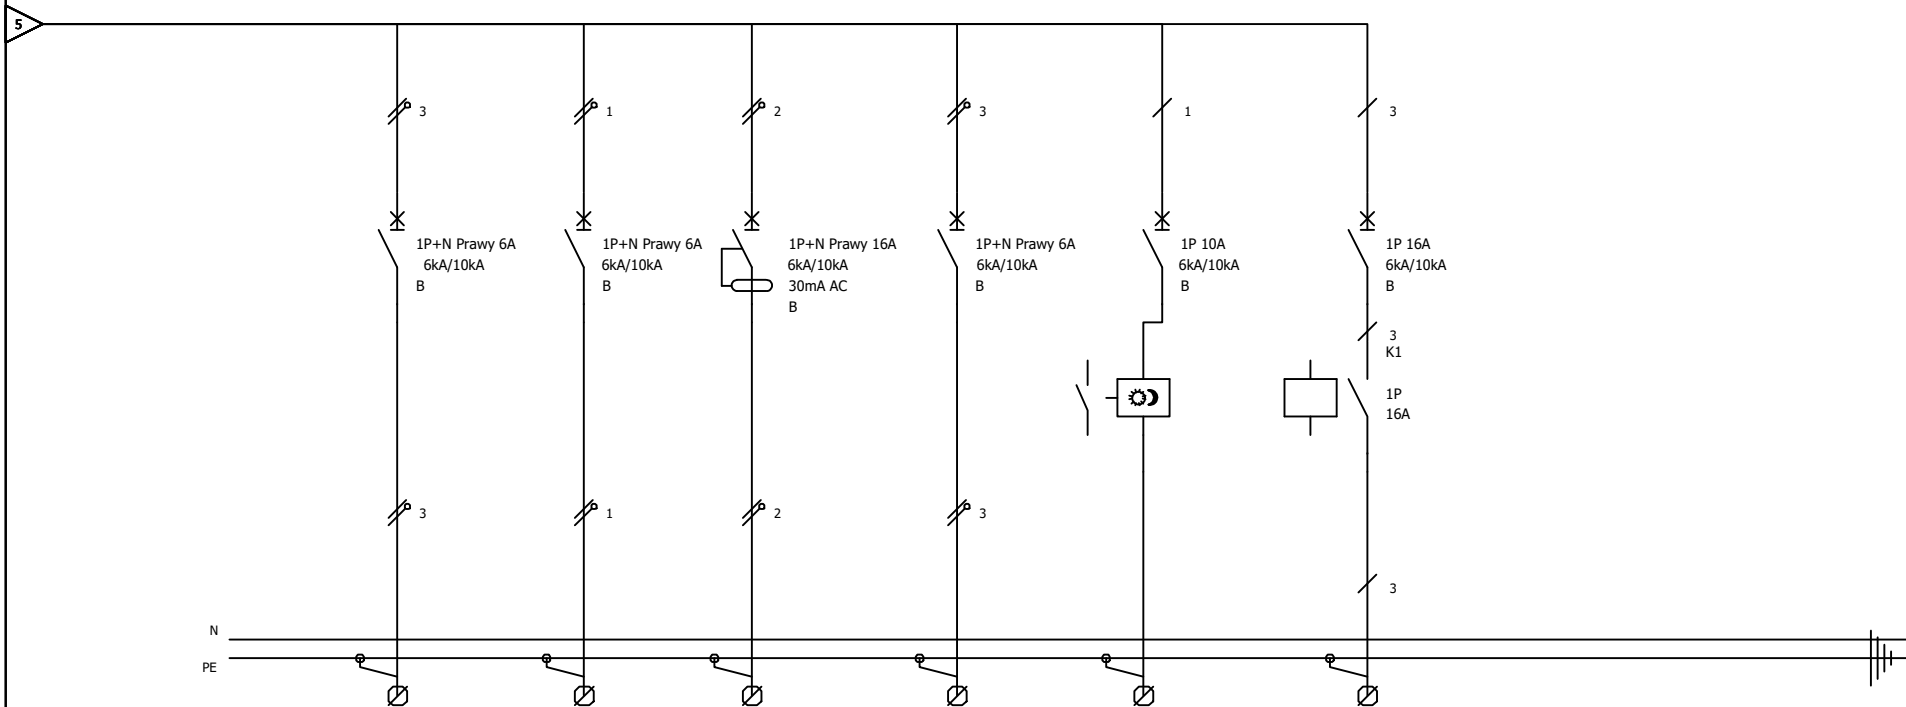 5
3
1
2
3
1
3
1P+N Prawy 6A
6kA/10kA
B
1P+N Prawy 6A
6kA/10kA
B
1P+N Prawy 16A
6kA/10kA
30mA AC
B
1P+N Prawy 6A
6kA/10kA
B
1P 10A
6kA/10kA
B
1P 16A
6kA/10kA
B
3
K1
1P
16A
3
1
2
3
3
N
PE